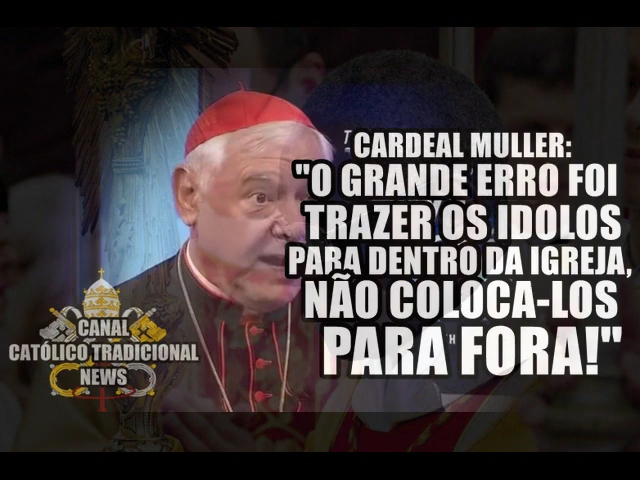 CARDEAL MULLER:
"O GRANDE ERRO FOI
TRAZER OS IDOLOS
PARA DENTRO DA IGREJA,
NÃO COLOCA-LOS
PARA FORA!"
CANAL
CATÓLICO TRADICIONAL
NEWS